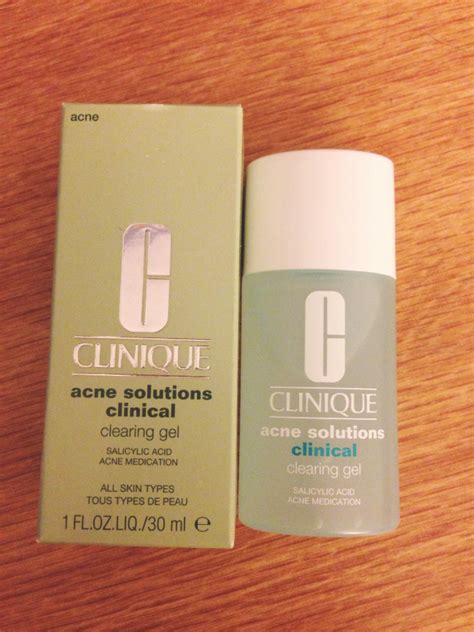 acne
C
CLINIQUE
acne solutions
clinical
clearing gel
SALICYLIC ACID
ACNE MEDICATION
ALL SKIN TYPES
TOUS TYPES DE PEAU
1 FL.OZ.LIQ./30 ml ℮
C
CLINIQUE
acne solutions
clinical
clearing gel
SALICYLIC ACID
ACNE MEDICATION